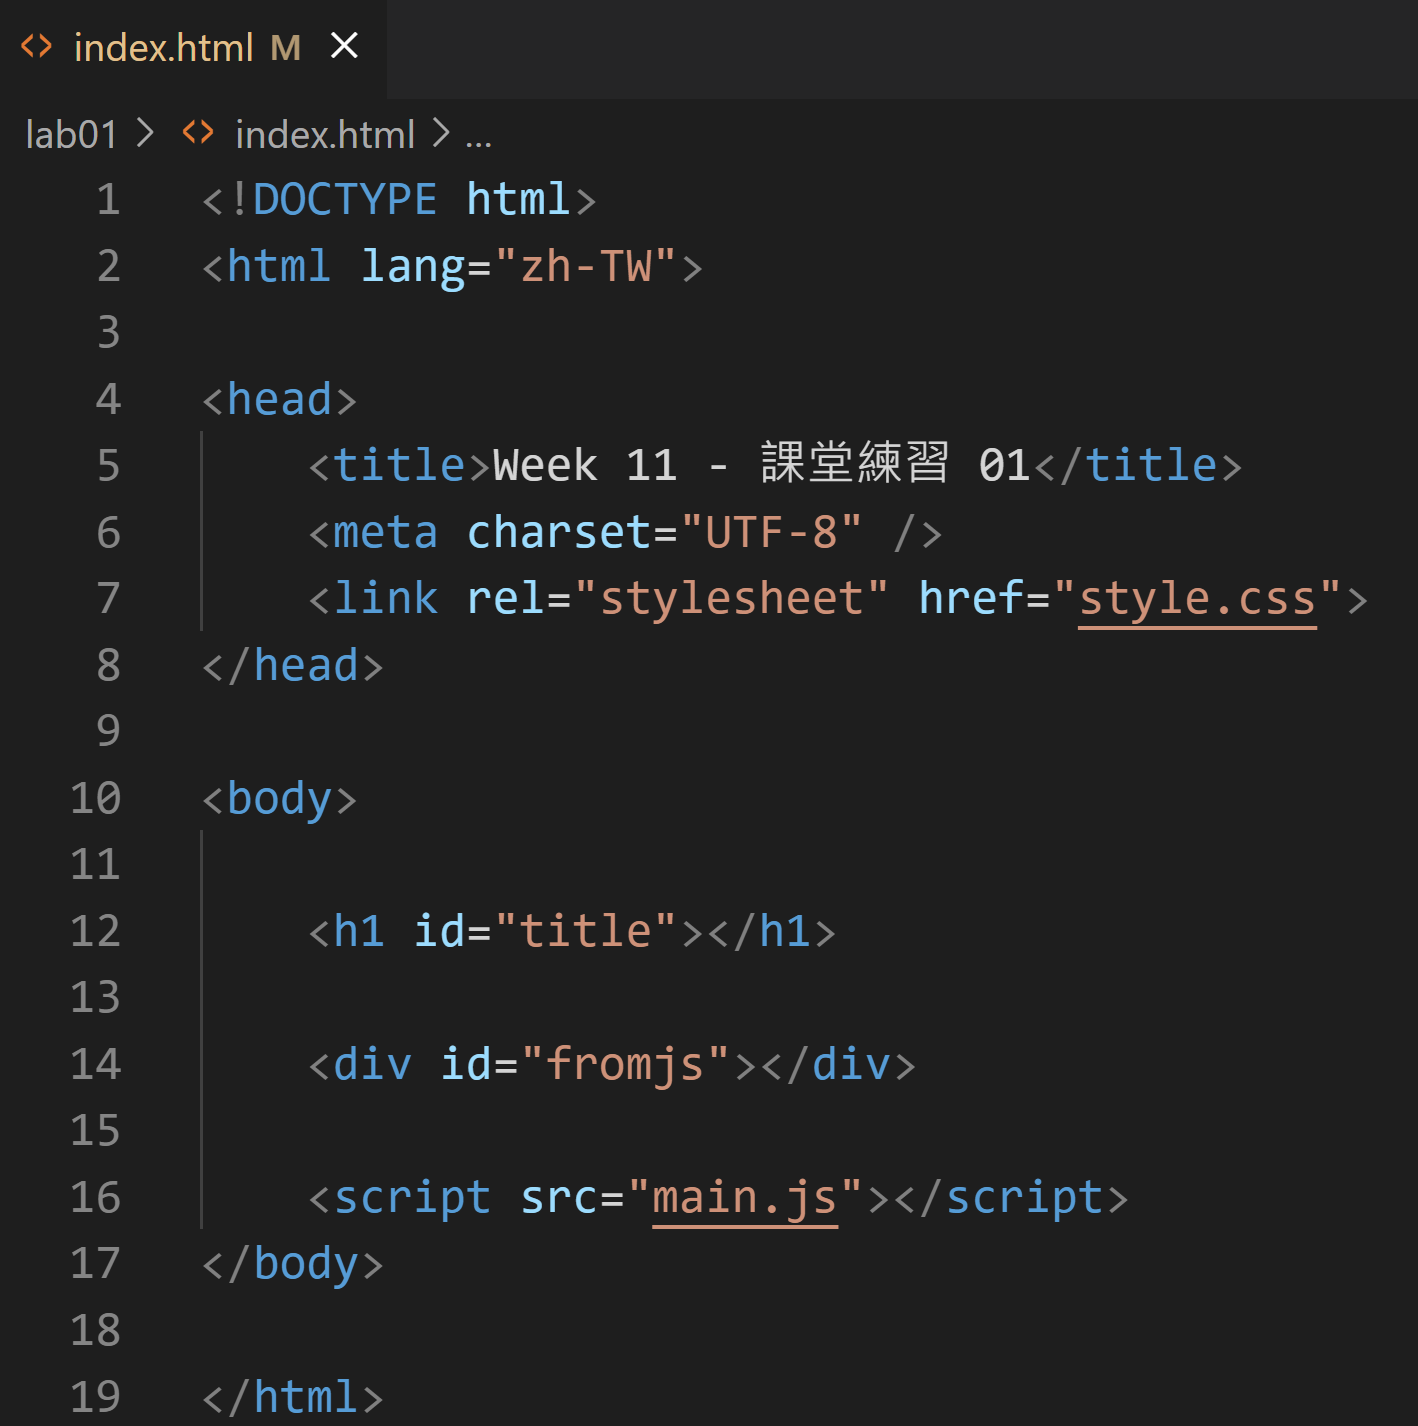 index.html M
lab01 > index.html > ...
1 <!DOCTYPE html>
2 <html lang="zh-TW">
3
4 <head>
5     <title>Week 11 - 課堂練習 01</title>
6     <meta charset="UTF-8" />
7     <link rel="stylesheet" href="style.css">
8 </head>
9
10 <body>
11
12     <h1 id="title"></h1>
13
14     <div id="fromjs"></div>
15
16     <script src="main.js"></script>
17 </body>
18
19 </html>